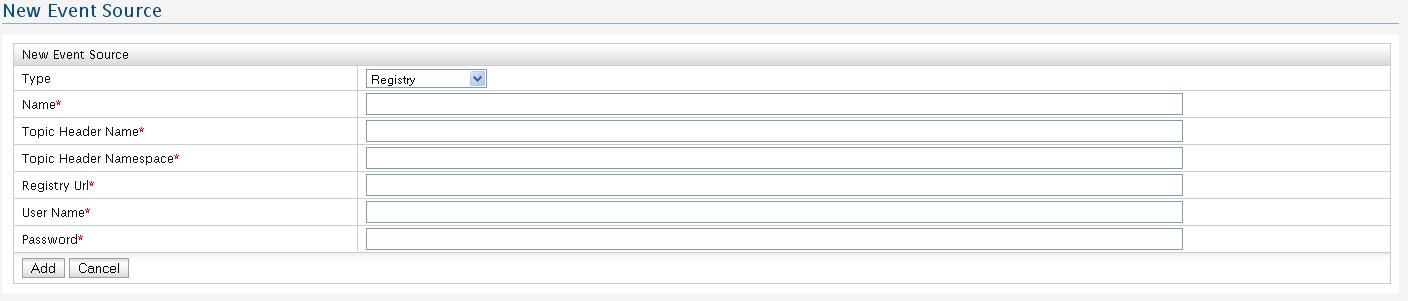 New Event Source
New Event Source
Type Registry
Name*
Topic Header Name*
Topic Header Namespace*
Registry Url*
User Name*
Password*
Add Cancel